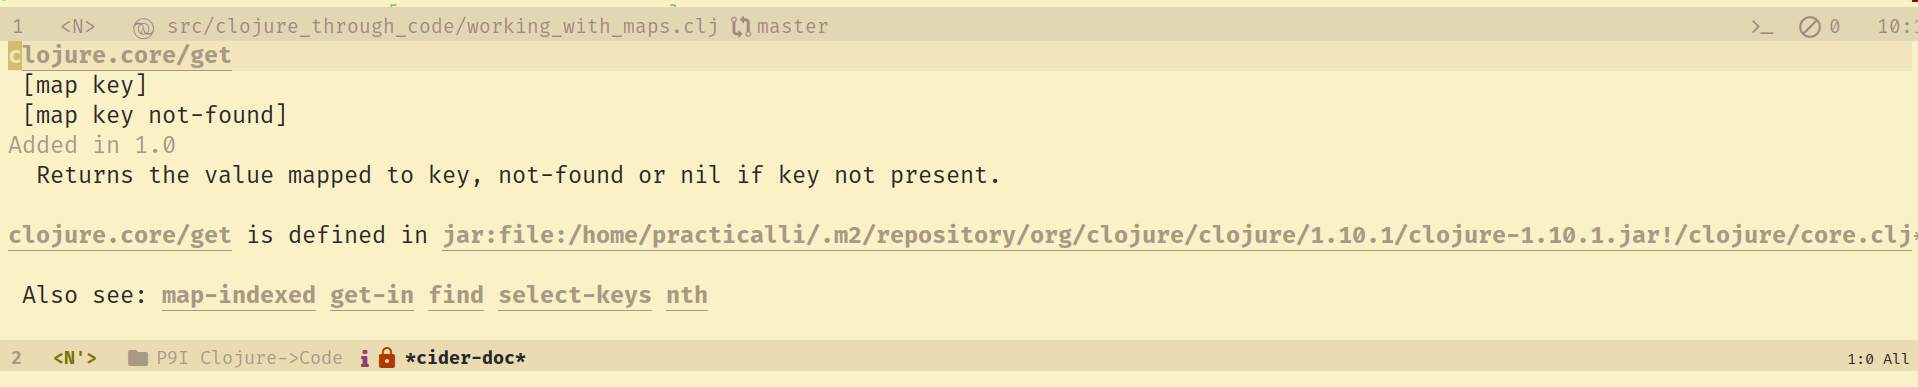 1 <N> src/clojure_through_code/working_with_maps.clj master >_ 0 10:
clojure.core/get
[map key]
[map key not-found]
Added in 1.0
Returns the value mapped to key, not-found or nil if key not present.
clojure.core/get is defined in jar:file:/home/practicalli/.m2/repository/org/clojure/clojure/1.10.1/clojure-1.10.1.jar!/clojure/core.clj
Also see: map-indexed get-in find select-keys nth
2 <N'> P9I Clojure->Code i *cider-doc* 1:0 All